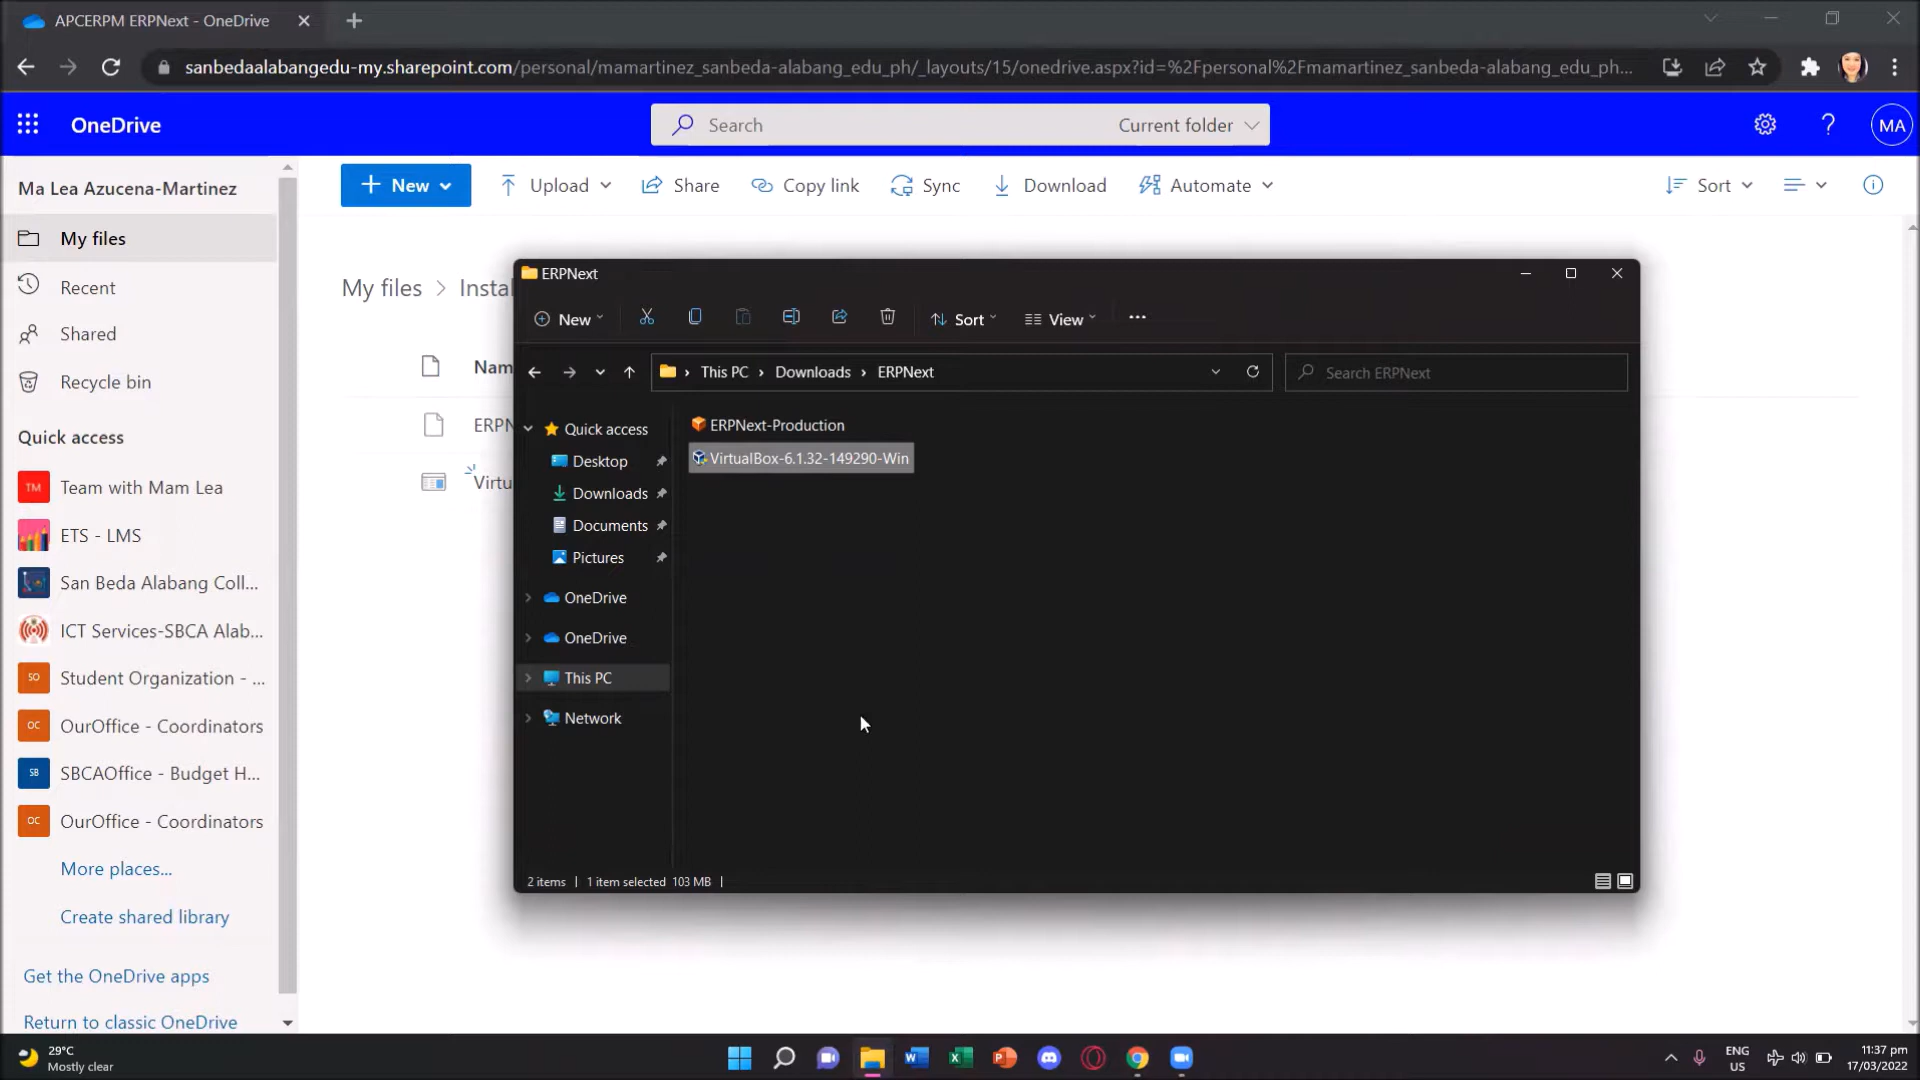 APCERPM ERPNext - OneDrive
sanbedaalabangedu-my.sharepoint.com/personal/mamartinez_sanbeda-alabang_edu_ph/_layouts/15/onedrive.aspx?id=%2Fpersonal%2Fmamartinez_sanbeda-alabang_edu_ph...
OneDrive
Search
Current folder
?
MA
Ma Lea Azucena-Martinez
New
Upload
Share
Copy link
Sync
Download
Automate
Sort
My files
Recent
Shared
Recycle bin
Quick access
TM Team with Mam Lea
ETS - LMS
San Beda Alabang Coll...
ICT Services-SBCA Alab...
SO Student Organization - ...
OC OurOffice - Coordinators
SB SBCAOffice - Budget H...
OC OurOffice - Coordinators
More places...
Create shared library
Get the OneDrive apps
Return to classic OneDrive
My files > Instal
Nam
ERPN
Virtu
ERPNext
New
Sort
View
...
This PC > Downloads > ERPNext
Search ERPNext
Quick access
Desktop
Downloads
Documents
Pictures
OneDrive
OneDrive
This PC
Network
ERPNext-Production
VirtualBox-6.1.32-149290-Win
2 items | 1 item selected 103 MB |
29°C
Mostly clear
ENG
US
11:37 pm
17/03/2022